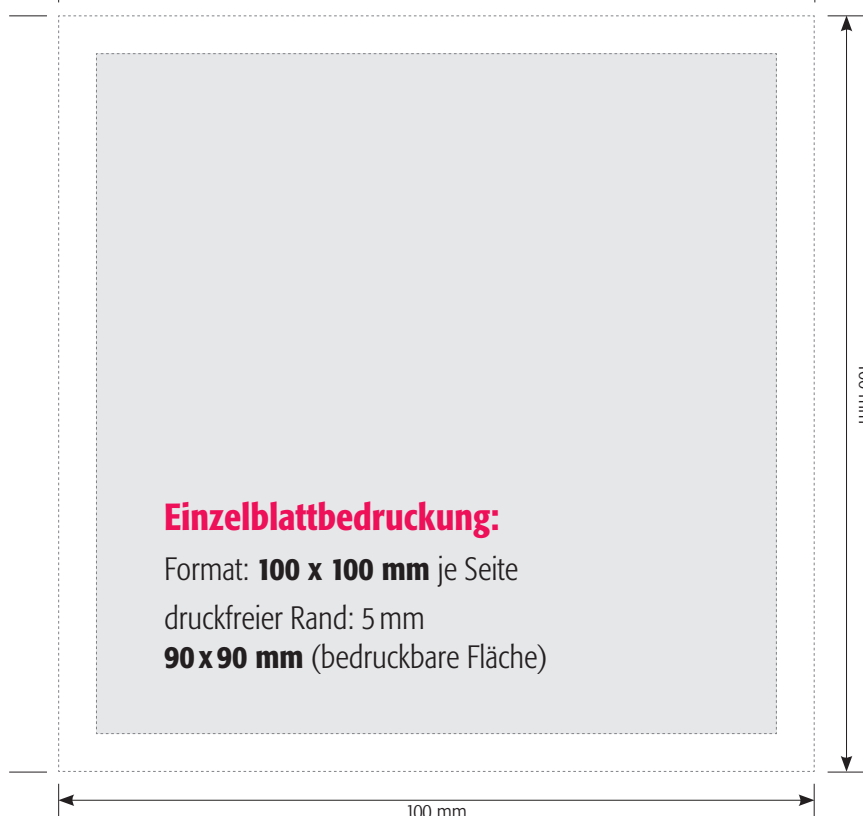 Einzelblattbedruckung:
Format: 100 x 100 mm je Seite
druckfreier Rand: 5 mm
90 x 90 mm (bedruckbare Fläche)
100 mm